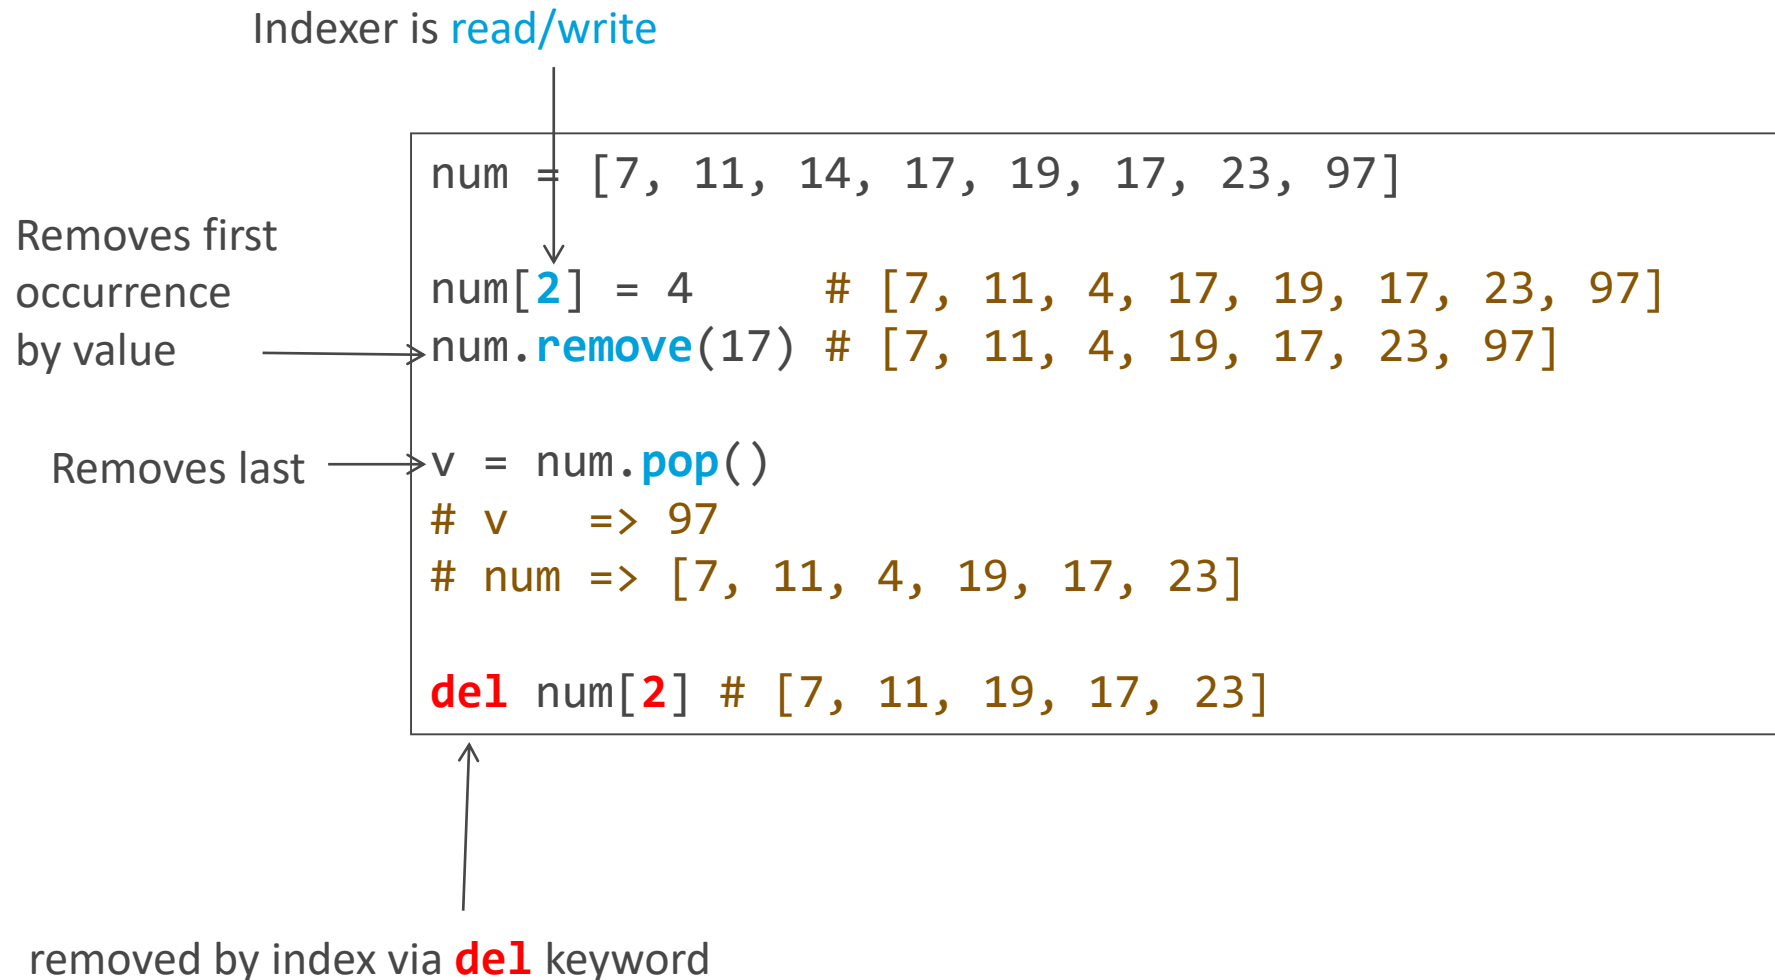 Indexer is read/write
num = [7, 11, 14, 17, 19, 17, 23, 97]
Removes first
occurrence
by value
num[2] = 4     # [7, 11, 4, 17, 19, 17, 23, 97]
num.remove(17) # [7, 11, 4, 19, 17, 23, 97]
Removes last
v = num.pop()
# v   => 97
# num => [7, 11, 4, 19, 17, 23]
del num[2] # [7, 11, 19, 17, 23]
removed by index via del keyword